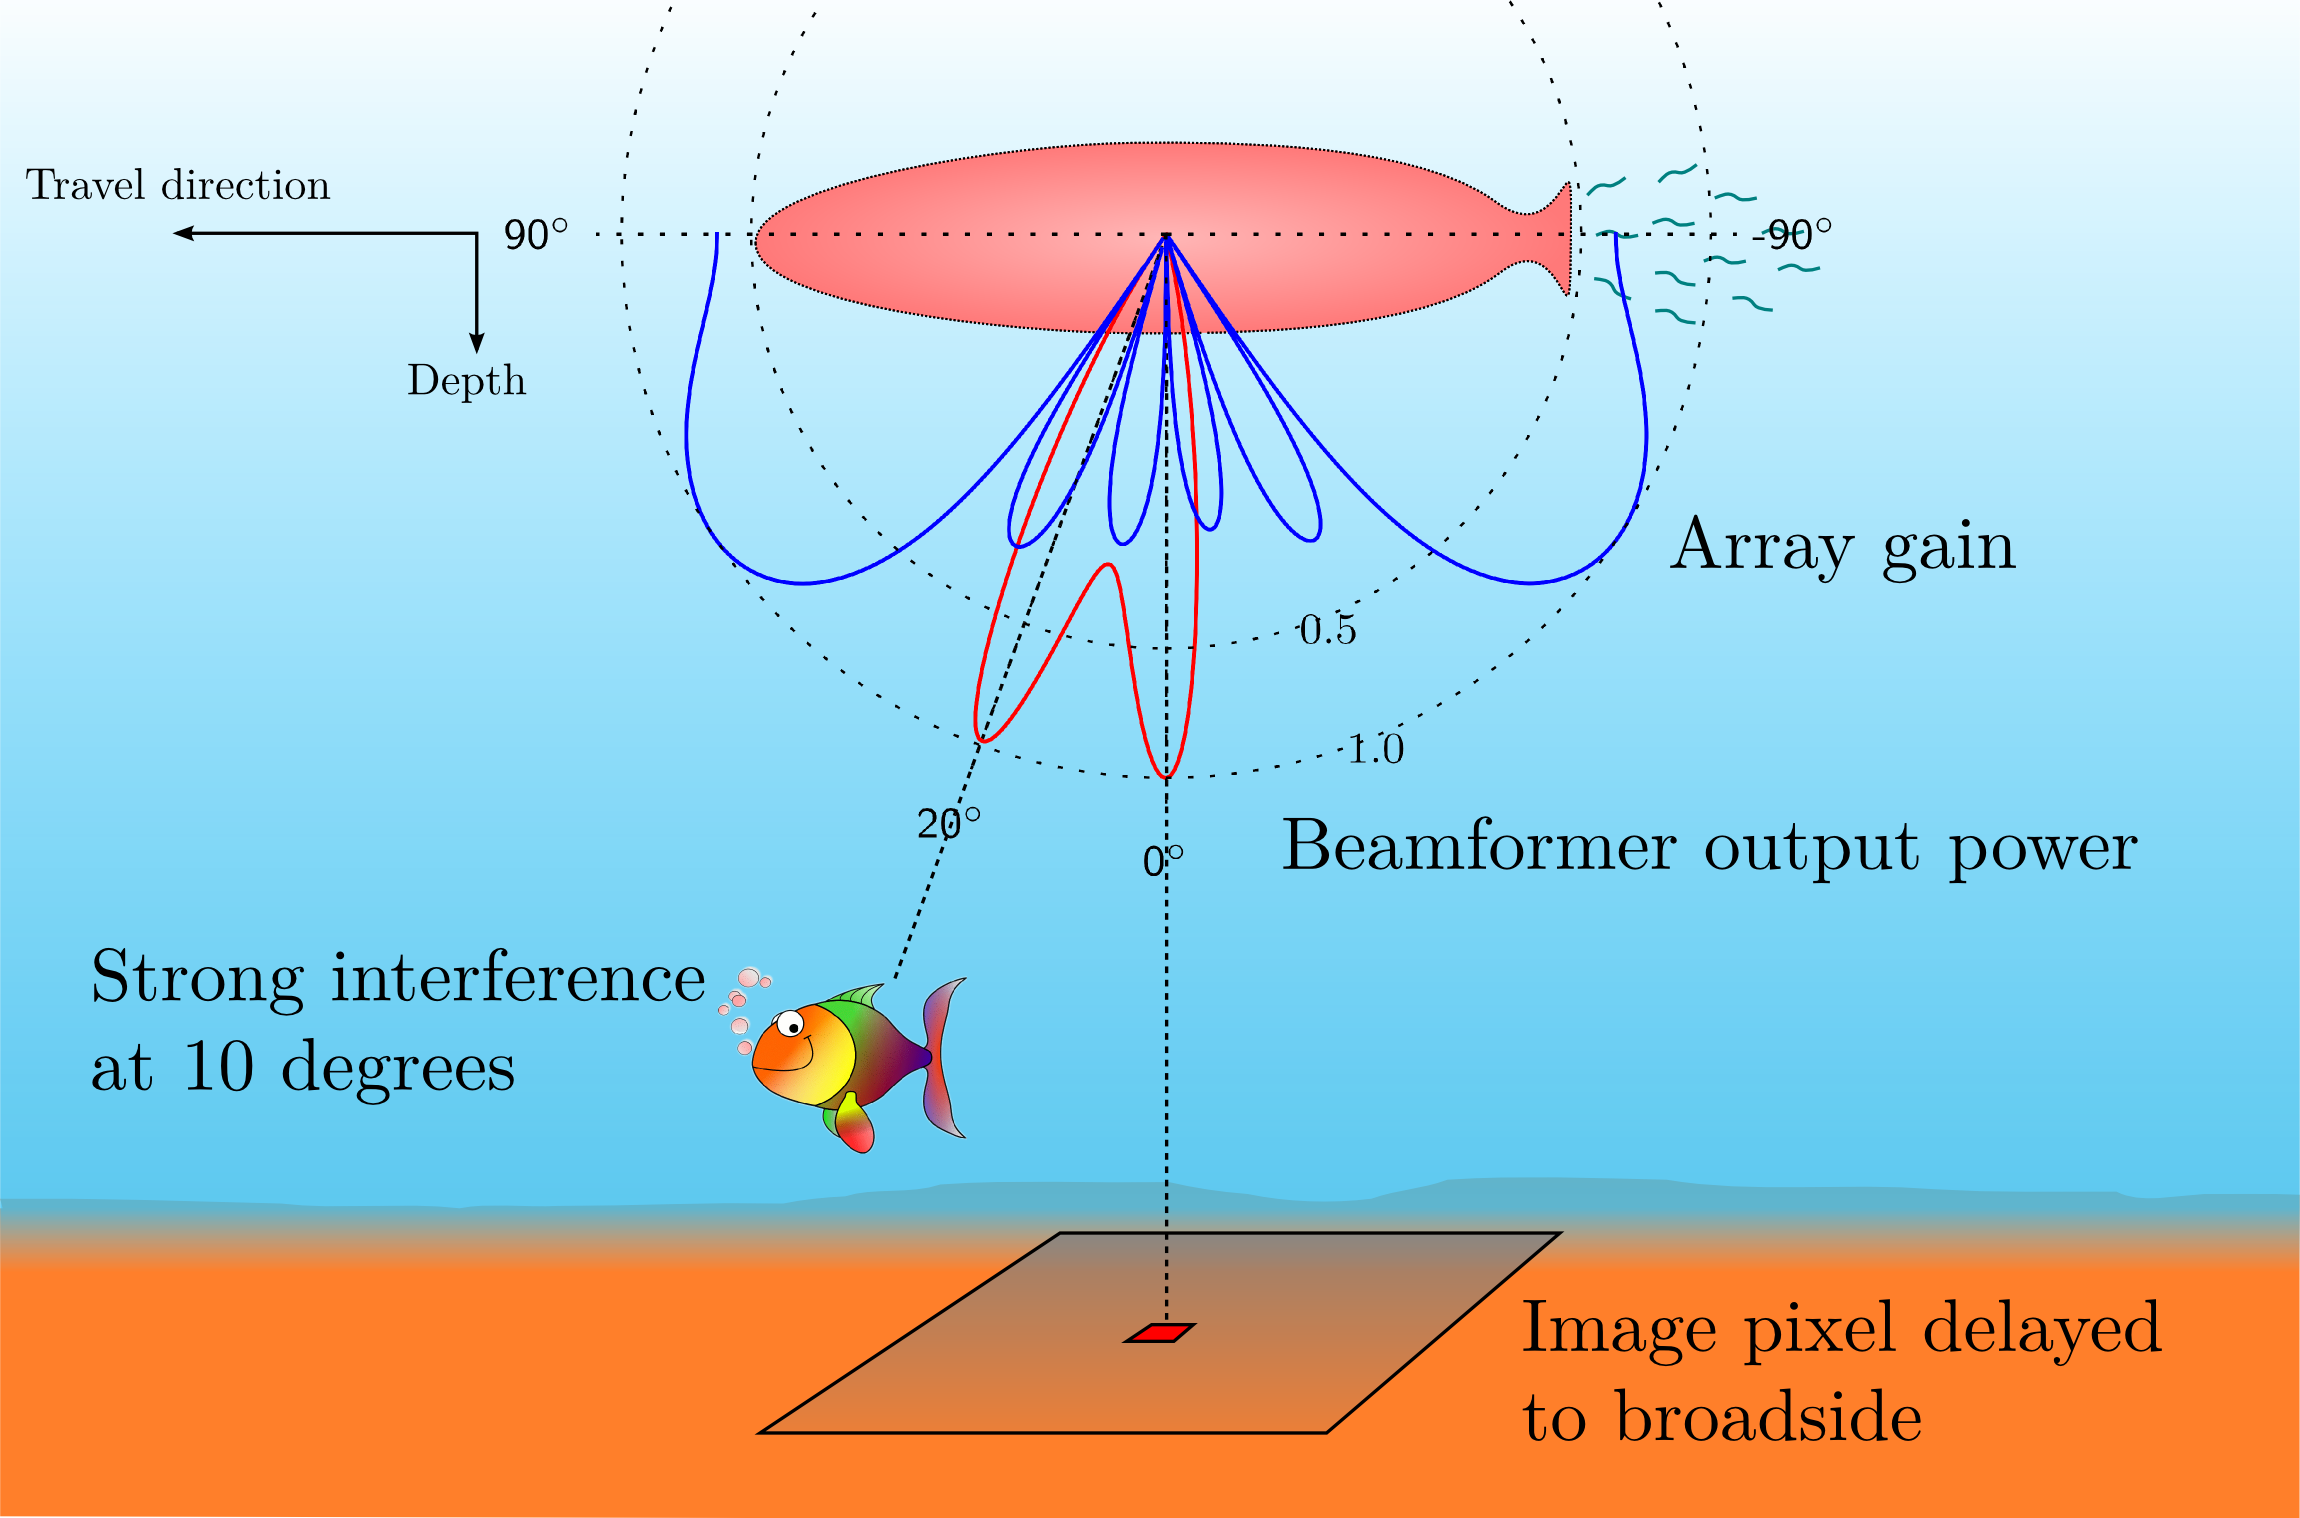 Travel direction
90°
-90°
Depth
Array gain
0.5
1.0
20°
0°
Beamformer output power
Strong interference
at 10 degrees
Image pixel delayed
to broadside